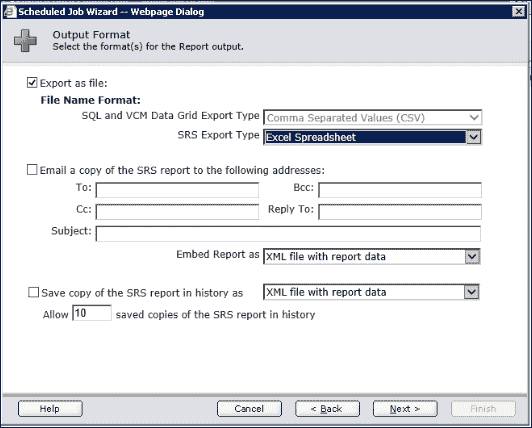 Scheduled Job Wizard -- Webpage Dialog
Output Format
Select the format(s) for the Report output.
Export as file:
File Name Format:
SQL and VCM Data Grid Export Type Comma Separated Values (CSV)
SRS Export Type Excel Spreadsheet
Email a copy of the SRS report to the following addresses:
To: Bcc:
Cc: Reply To:
Subject:
Embed Report as XML file with report data
Save copy of the SRS report in history as XML file with report data
Allow 10 saved copies of the SRS report in history
Help Cancel < Back Next > Finish